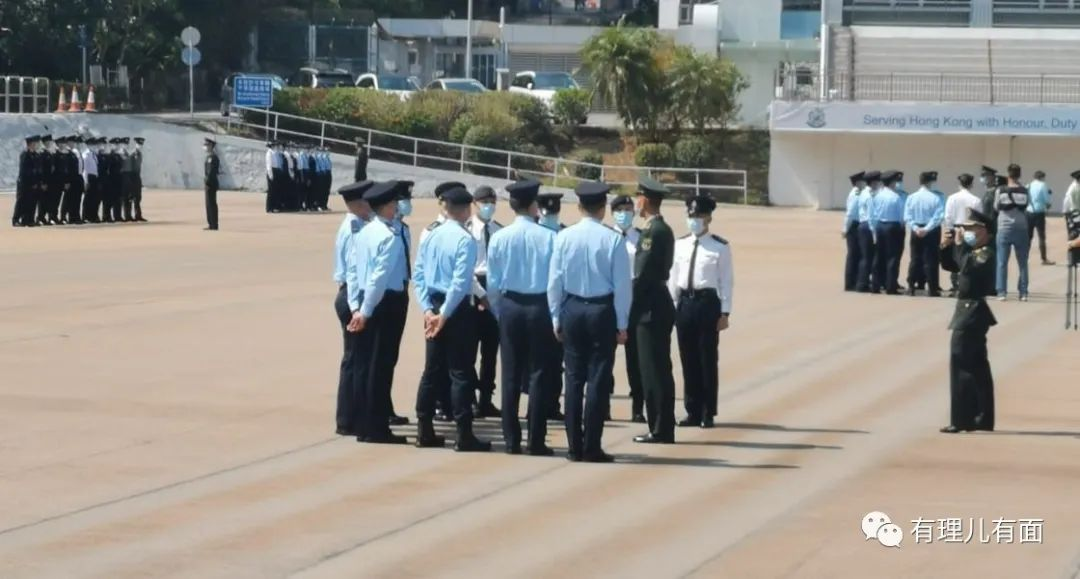 Serving Hong Kong with Honour, Duty
有理儿有面